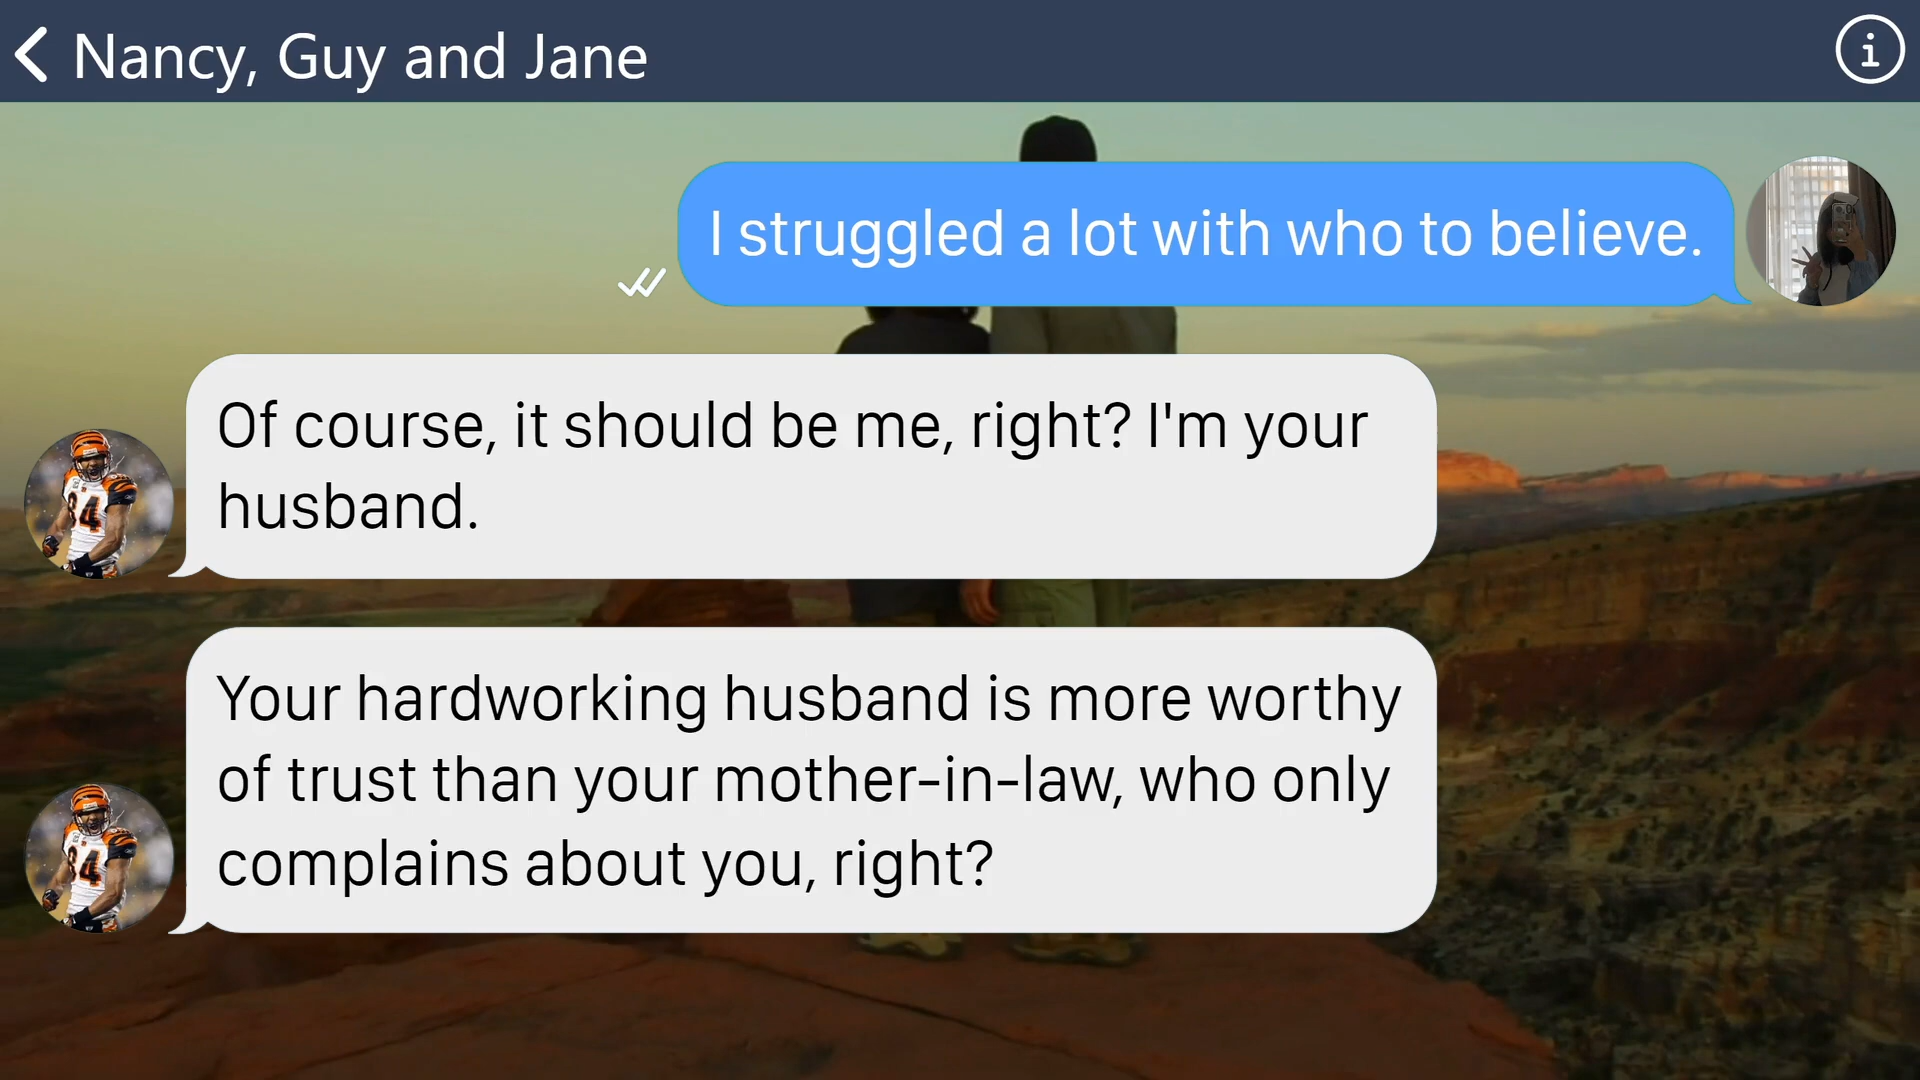 Nancy, Guy and Jane
I struggled a lot with who to believe.
Of course, it should be me, right? I'm your
husband.
84
Your hardworking husband is more worthy
of trust than your mother-in-law, who only
complains about you, right?
84